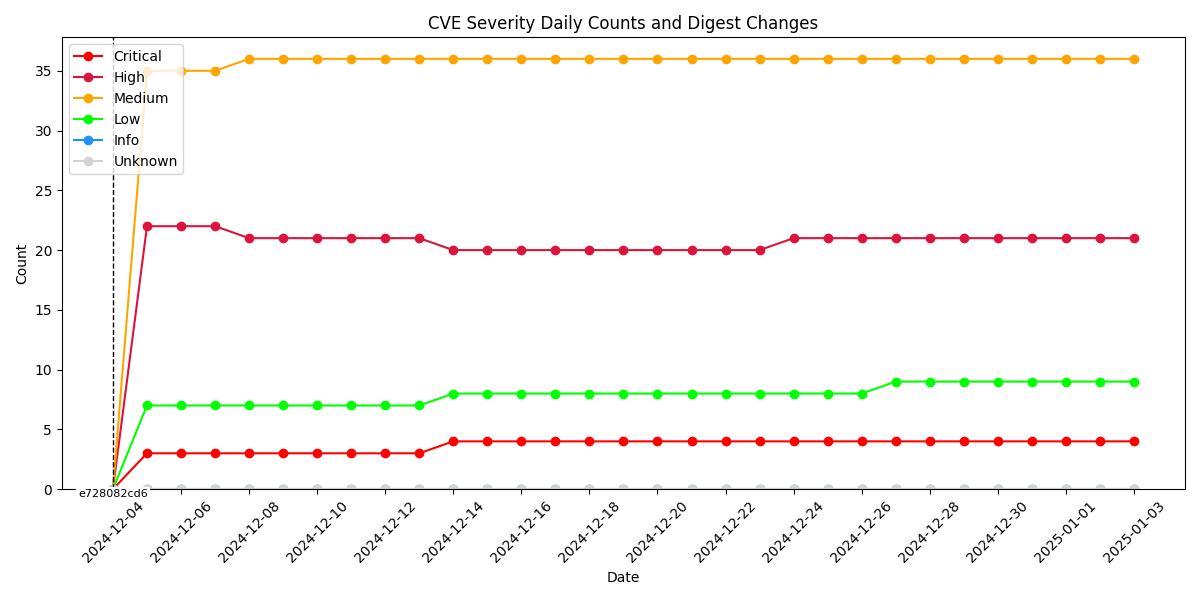 CVE Severity Daily Counts and Digest Changes
Critical
High
Medium
Low
Info
Unknown
Count
35
30
25
20
15
10
5
0
e728082cd6
2024-12-04
2024-12-06
2024-12-08
2024-12-10
2024-12-12
2024-12-14
2024-12-16
2024-12-18
2024-12-20
2024-12-22
2024-12-24
2024-12-26
2024-12-28
2024-12-30
2025-01-01
2025-01-03
Date